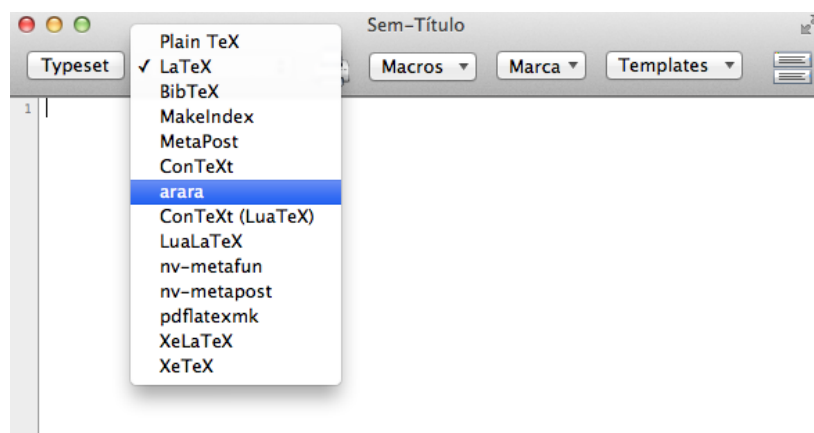 Sem-Título
Typeset
Macros Marca Templates
Plain TeX
✓ LaTeX
BibTeX
MakeIndex
MetaPost
ConTeXt
arara
ConTeXt (LuaTeX)
LuaLaTeX
nv-metafun
nv-metapost
pdflatexmk
XeLaTeX
XeTeX
1